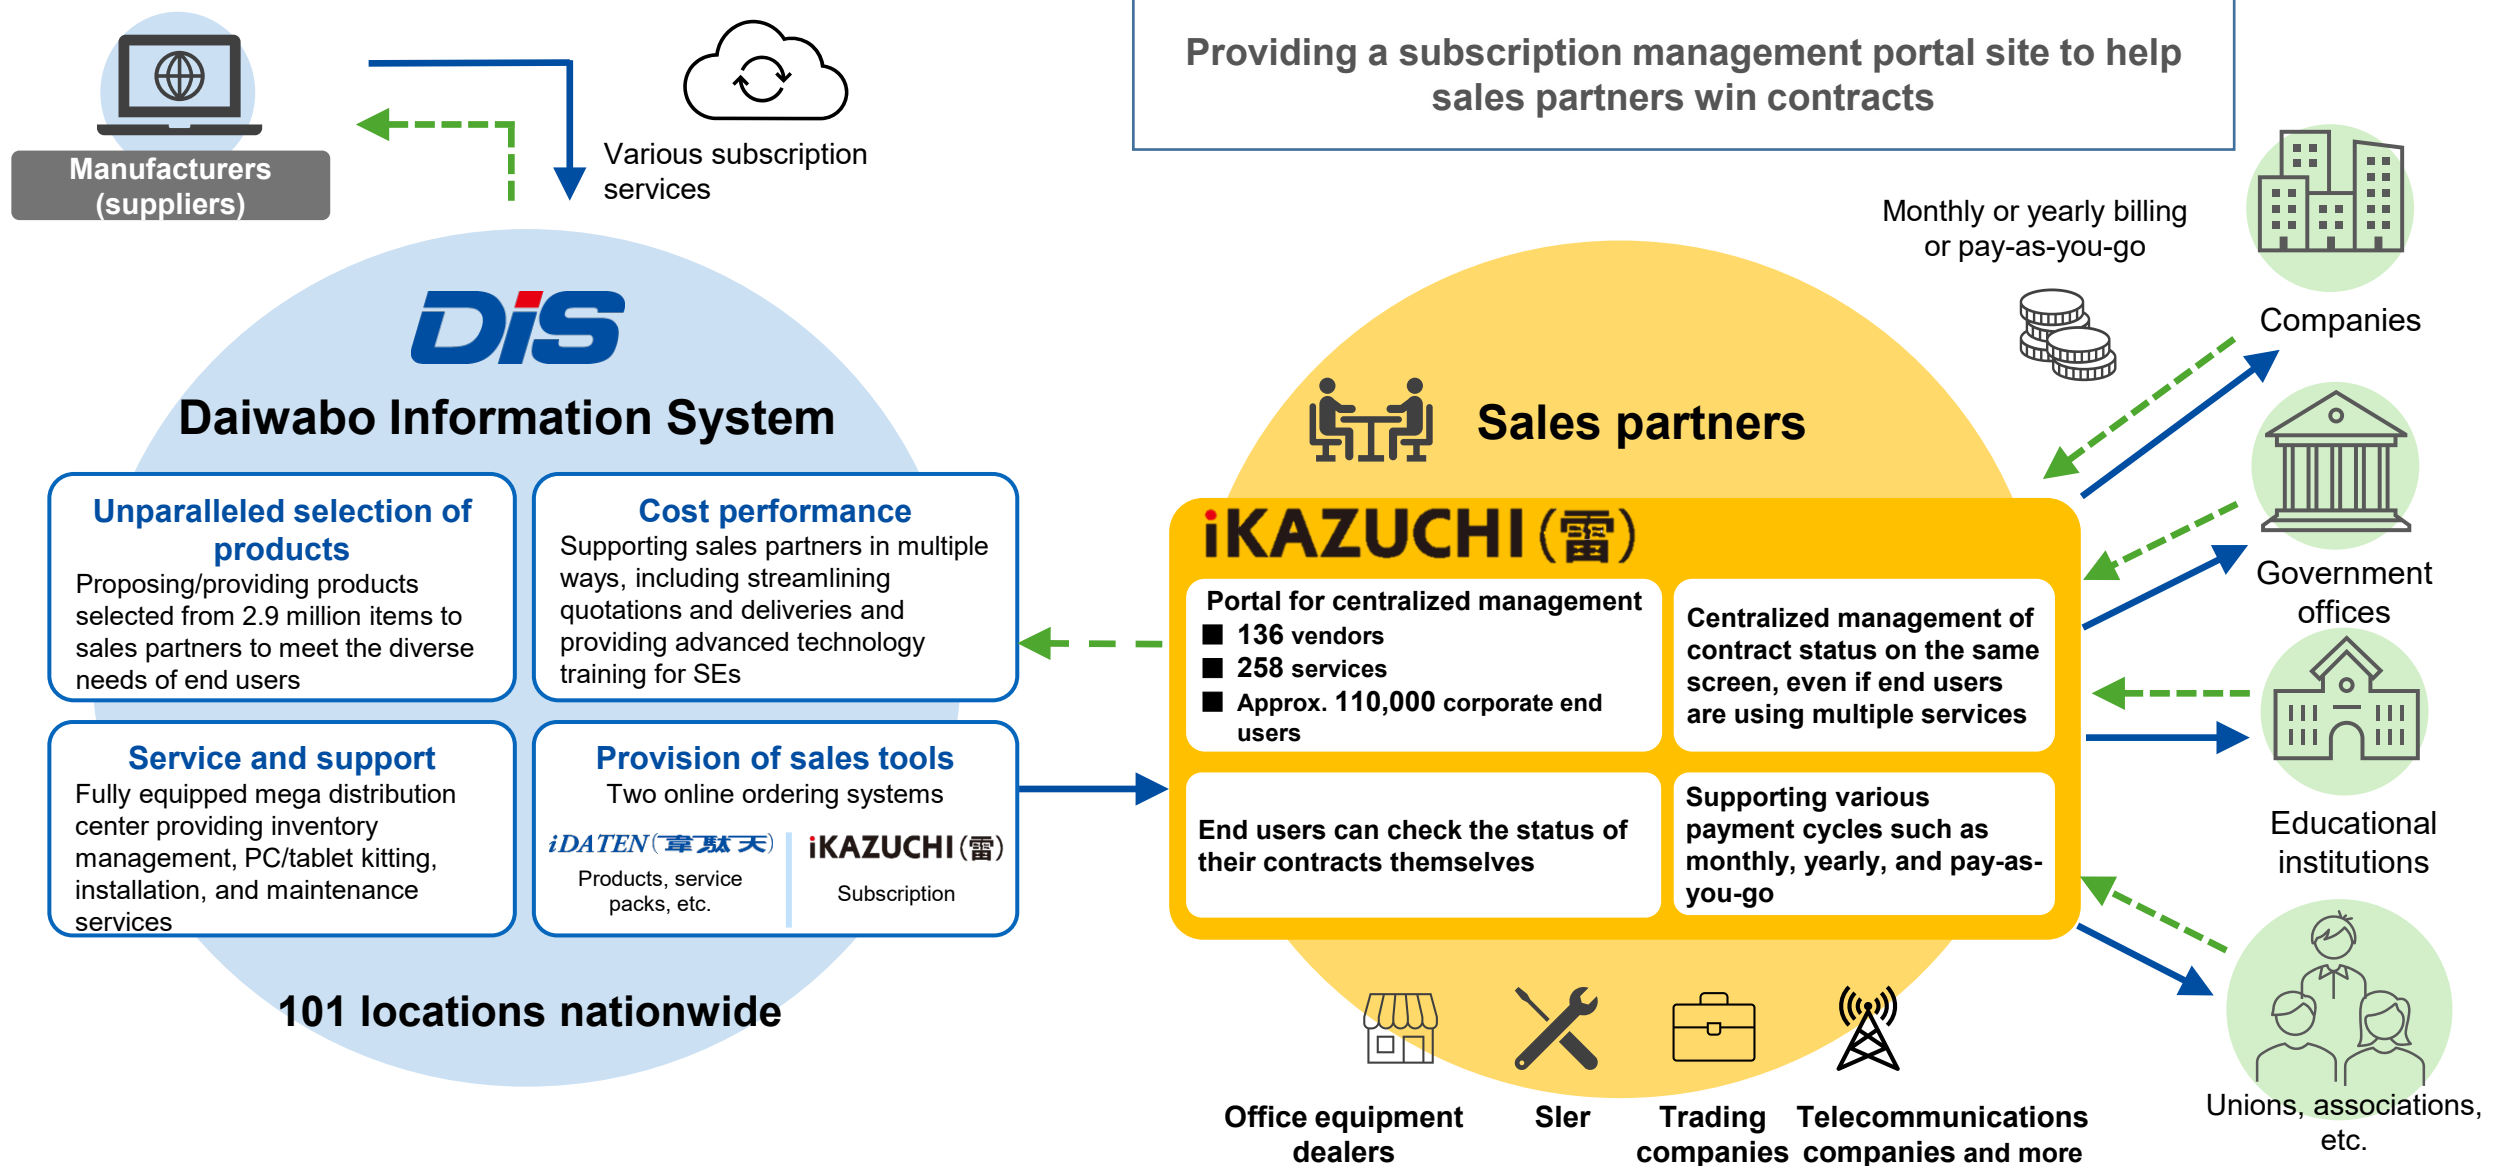 Providing a subscription management portal site to help
sales partners win contracts
Manufacturers
(suppliers)
Various subscription
services
DiS
Daiwabo Information System
Unparalleled selection of
products
Proposing/providing products
selected from 2.9 million items to
sales partners to meet the diverse
needs of end users
Cost performance
Supporting sales partners in multiple
ways, including streamlining
quotations and deliveries and
providing advanced technology
training for SEs
Service and support
Fully equipped mega distribution
center providing inventory
management, PC/tablet kitting,
installation, and maintenance
services
Provision of sales tools
Two online ordering systems
iDATEN(韋駄天)
Products, service
packs, etc.
iKAZUCHI(雷)
Subscription
101 locations nationwide
Sales partners
iKAZUCHI(雷)
Portal for centralized management
■ 136 vendors
■ 258 services
■ Approx. 110,000 corporate end
users
Centralized management of
contract status on the same
screen, even if end users
are using multiple services
End users can check the status of
their contracts themselves
Supporting various
payment cycles such as
monthly, yearly, and pay-as-
you-go
Office equipment
dealers
SIer
Trading
companies
Telecommunications
companies and more
Monthly or yearly billing
or pay-as-you-go
Companies
Government
offices
Educational
institutions
Unions, associations,
etc.